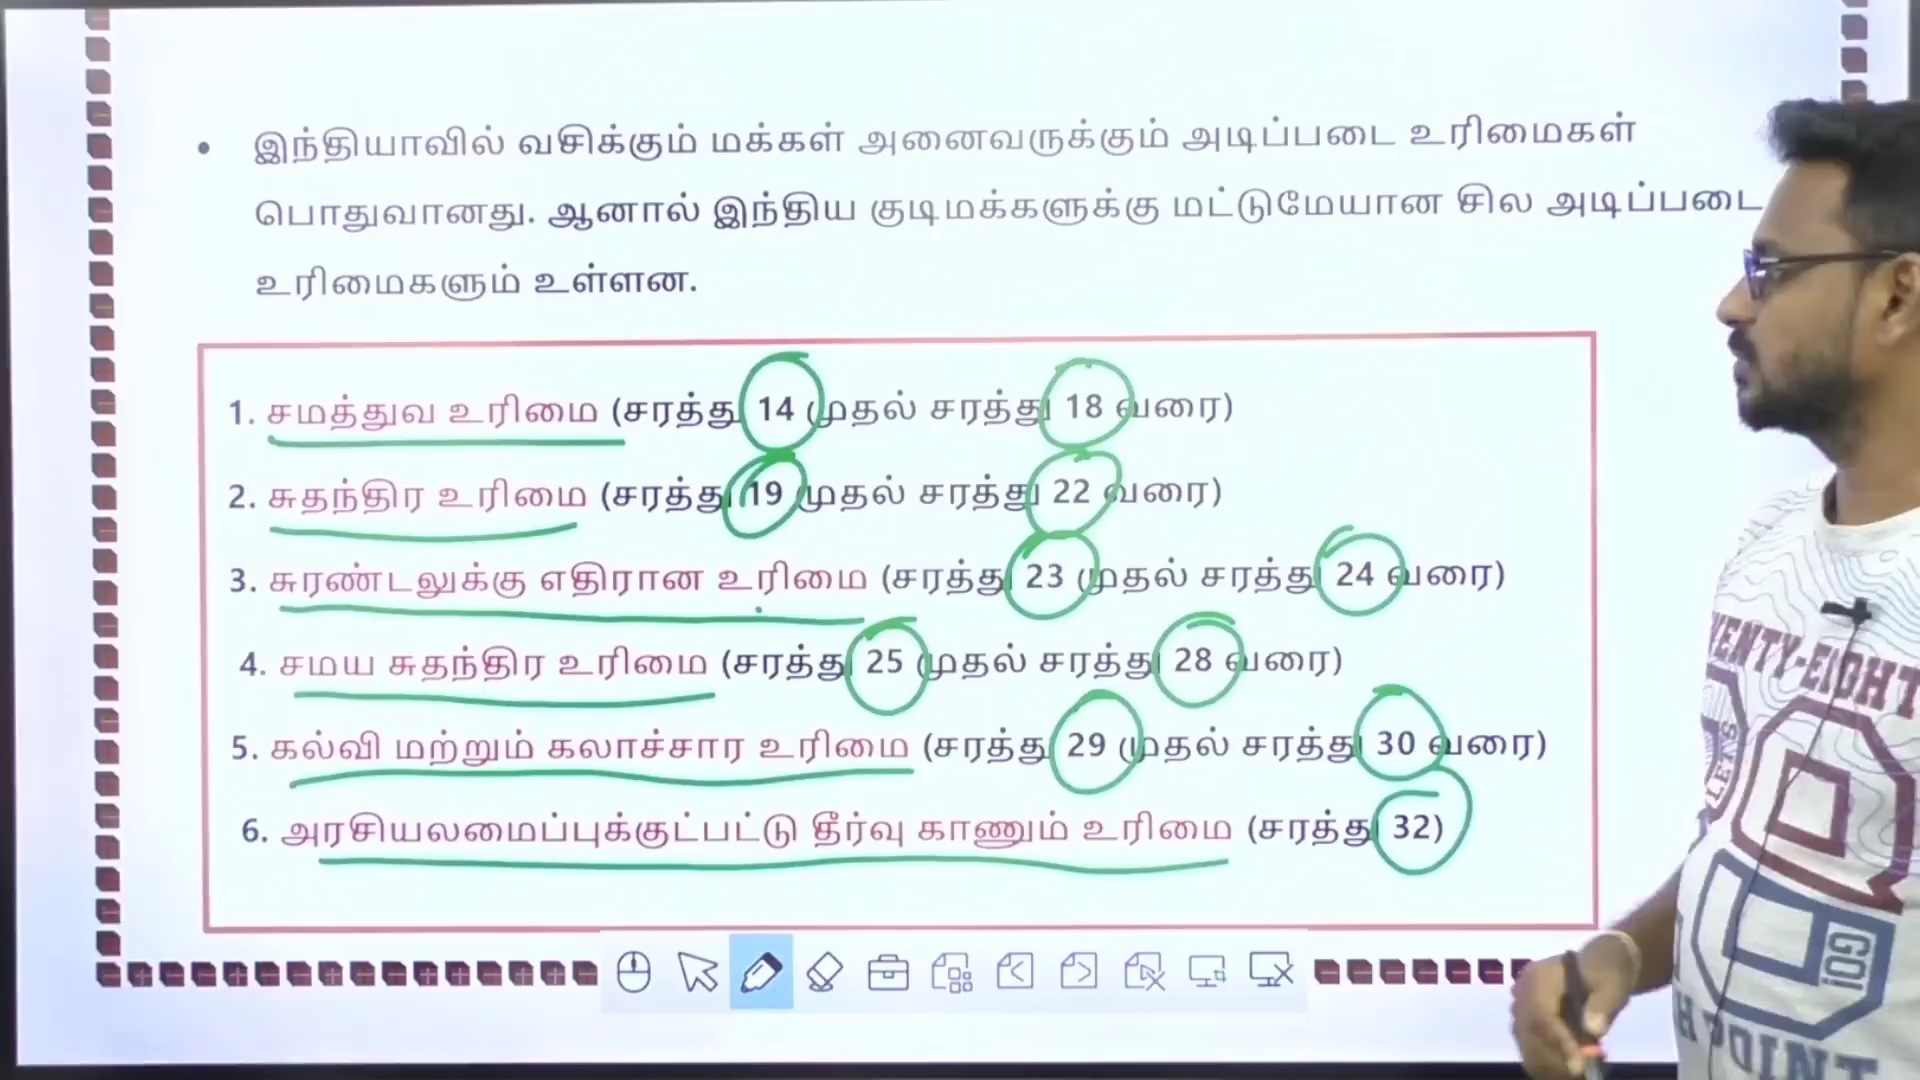 இந்தியாவில் வசிக்கும் மக்கள் அனைவருக்கும் அடிப்படை உரிமைகள்
பொதுவானது. ஆனால் இந்திய குடிமக்களுக்கு மட்டுமேயான சில அடிப்படை
உரிமைகளும் உள்ளன.
1. சமத்துவ உரிமை (சரத்து 14 முதல் சரத்து 18 வரை)
2. சுதந்திர உரிமை (சரத்து 19 முதல் சரத்து 22 வரை)
3. சுரண்டலுக்கு எதிரான உரிமை (சரத்து 23 முதல் சரத்து 24 வரை)
4. சமய சுதந்திர உரிமை (சரத்து 25 முதல் சரத்து 28 வரை)
5. கல்வி மற்றும் கலாச்சார உரிமை (சரத்து 29 முதல் சரத்து 30 வரை)
6. அரசியலமைப்புக்குட்பட்டு தீர்வு காணும் உரிமை (சரத்து 32)
GO!